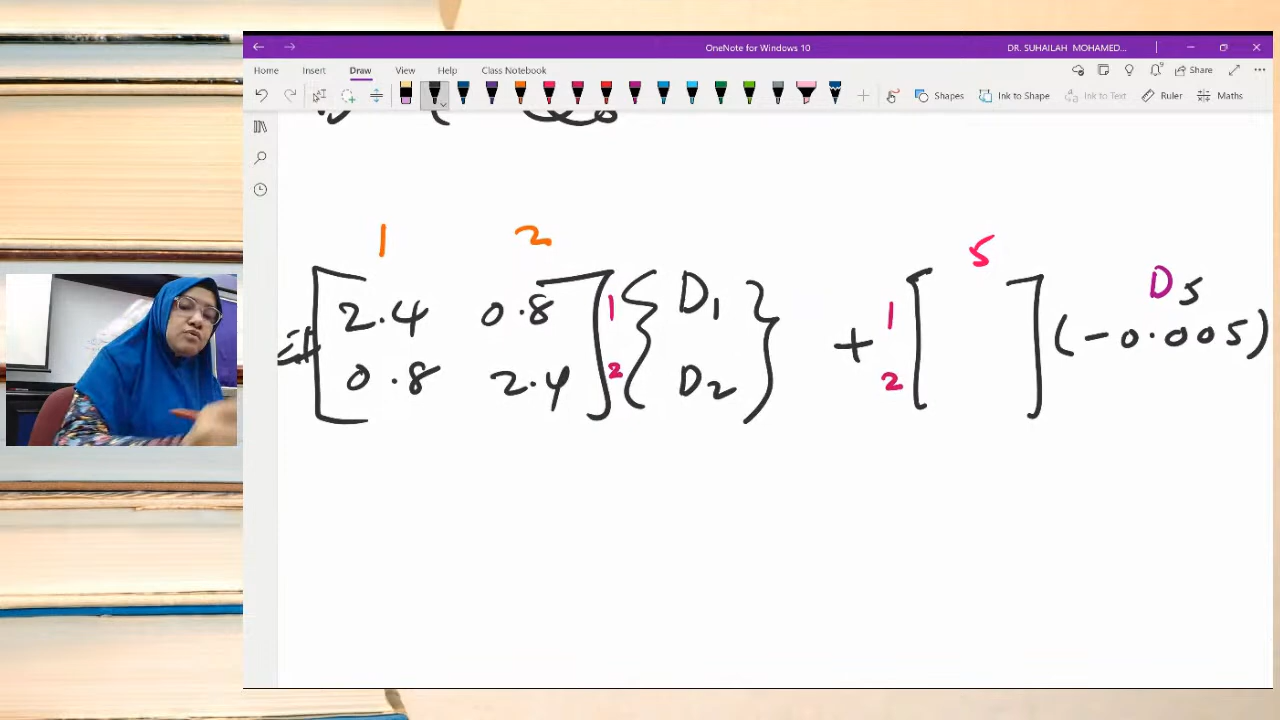 OneNote for Windows 10
DR. SUHAILAH MOHAMED...
Home Insert Draw View Help Class Notebook
Share
Shapes Ink to Shape Ink to Text Ruler Maths
1 2 5
2.4 0.8 1 D1 1 D5
+ (-0.005)
0.8 2.4 2 D2 2